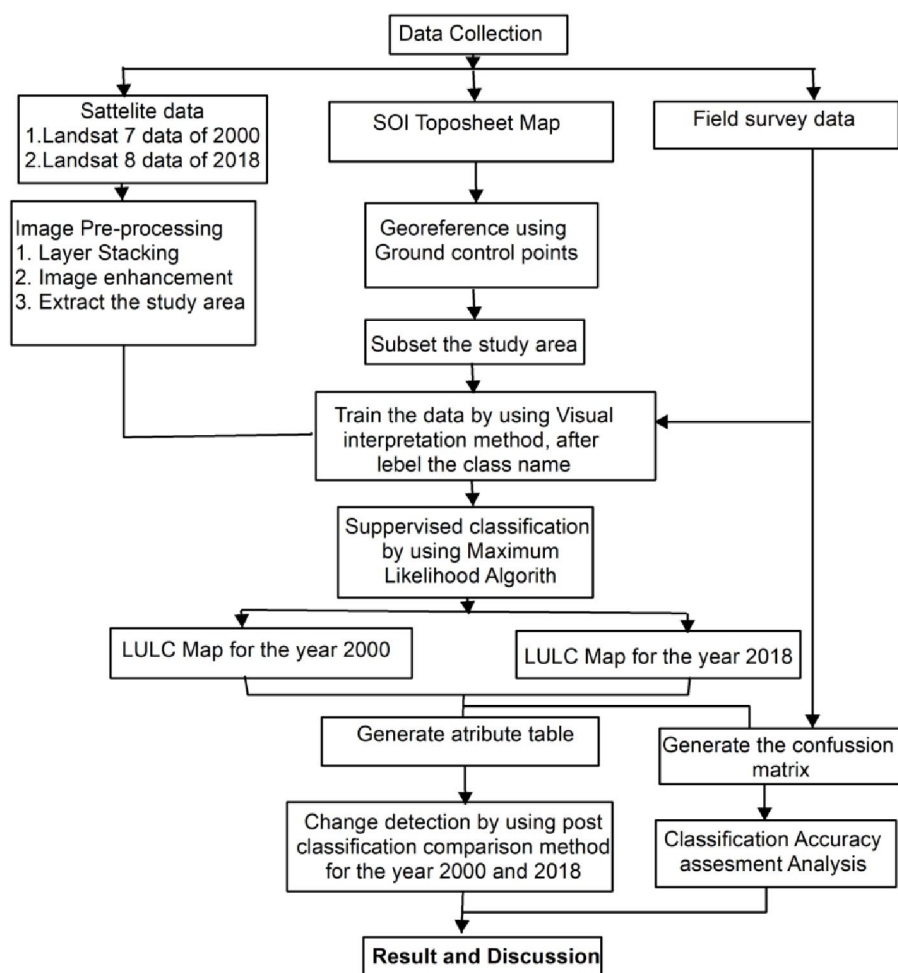 Data Collection
Sattelite data
1.Landsat 7 data of 2000
2.Landsat 8 data of 2018
SOI Toposheet Map
Field survey data
Image Pre-processing
1. Layer Stacking
2. Image enhancement
3. Extract the study area
Georeference using
Ground control points
Subset the study area
Train the data by using Visual
interpretation method, after
lebel the class name
Suppervised classification
by using Maximum
Likelihood Algorith
LULC Map for the year 2000
LULC Map for the year 2018
Generate atribute table
Generate the confussion
matrix
Change detection by using post
classification comparison method
for the year 2000 and 2018
Classification Accuracy
assesment Analysis
Result and Discussion